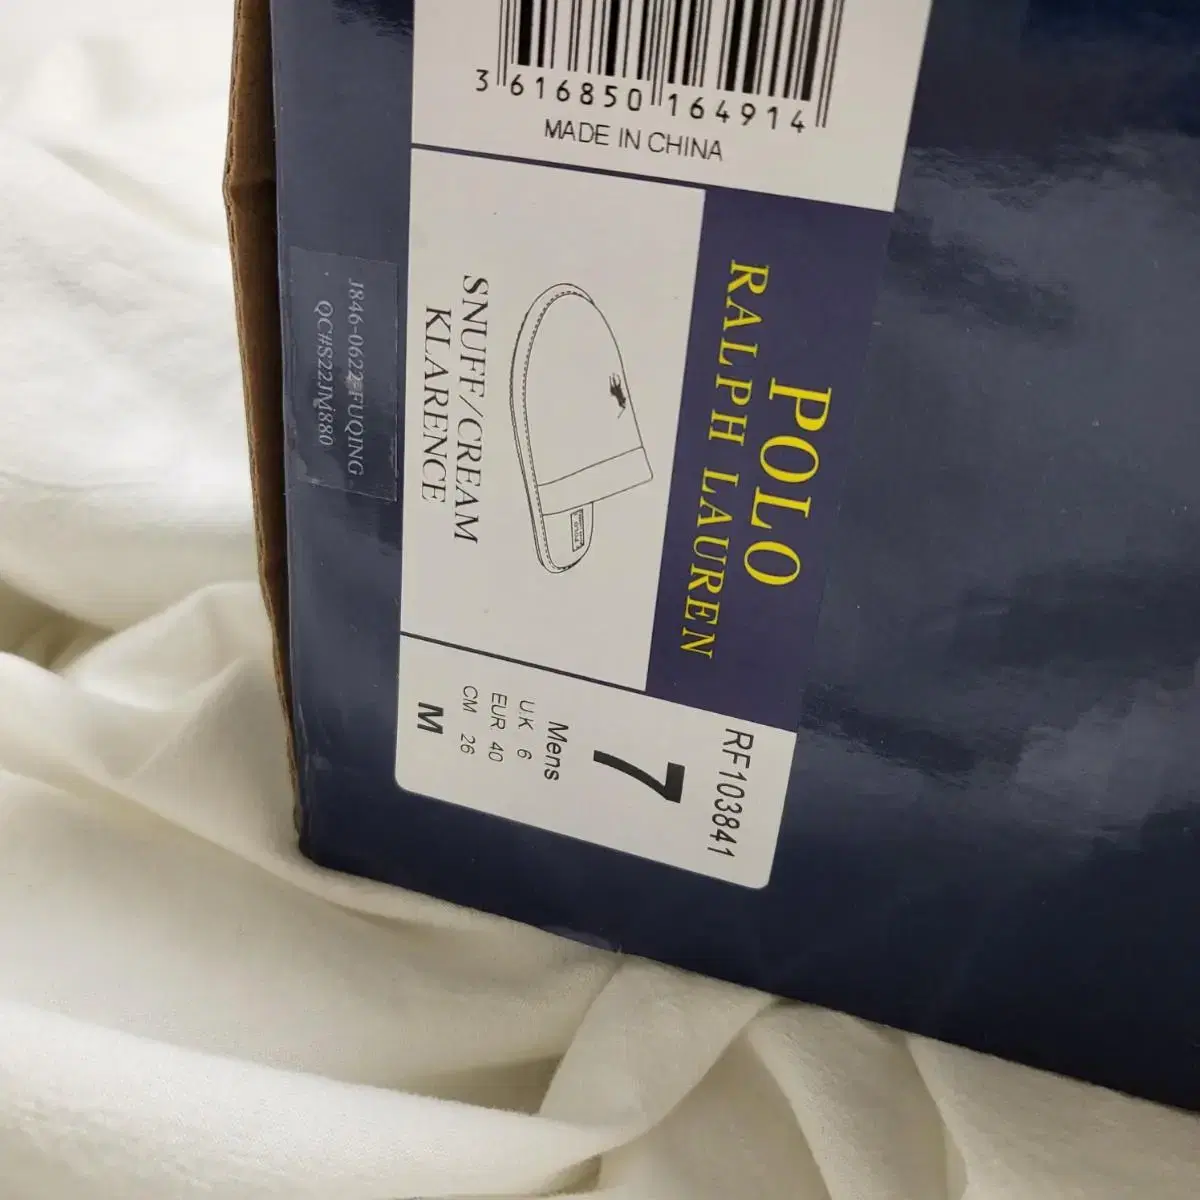 3 616850 164914
MADE IN CHINA
POLO
RALPH LAUREN
SNUFF/CREAM
KLARENCE
J846-0622-FUQING
QC#S22JM880
RF103841
7
Mens
U.K 6
EUR 40
CM 26
M